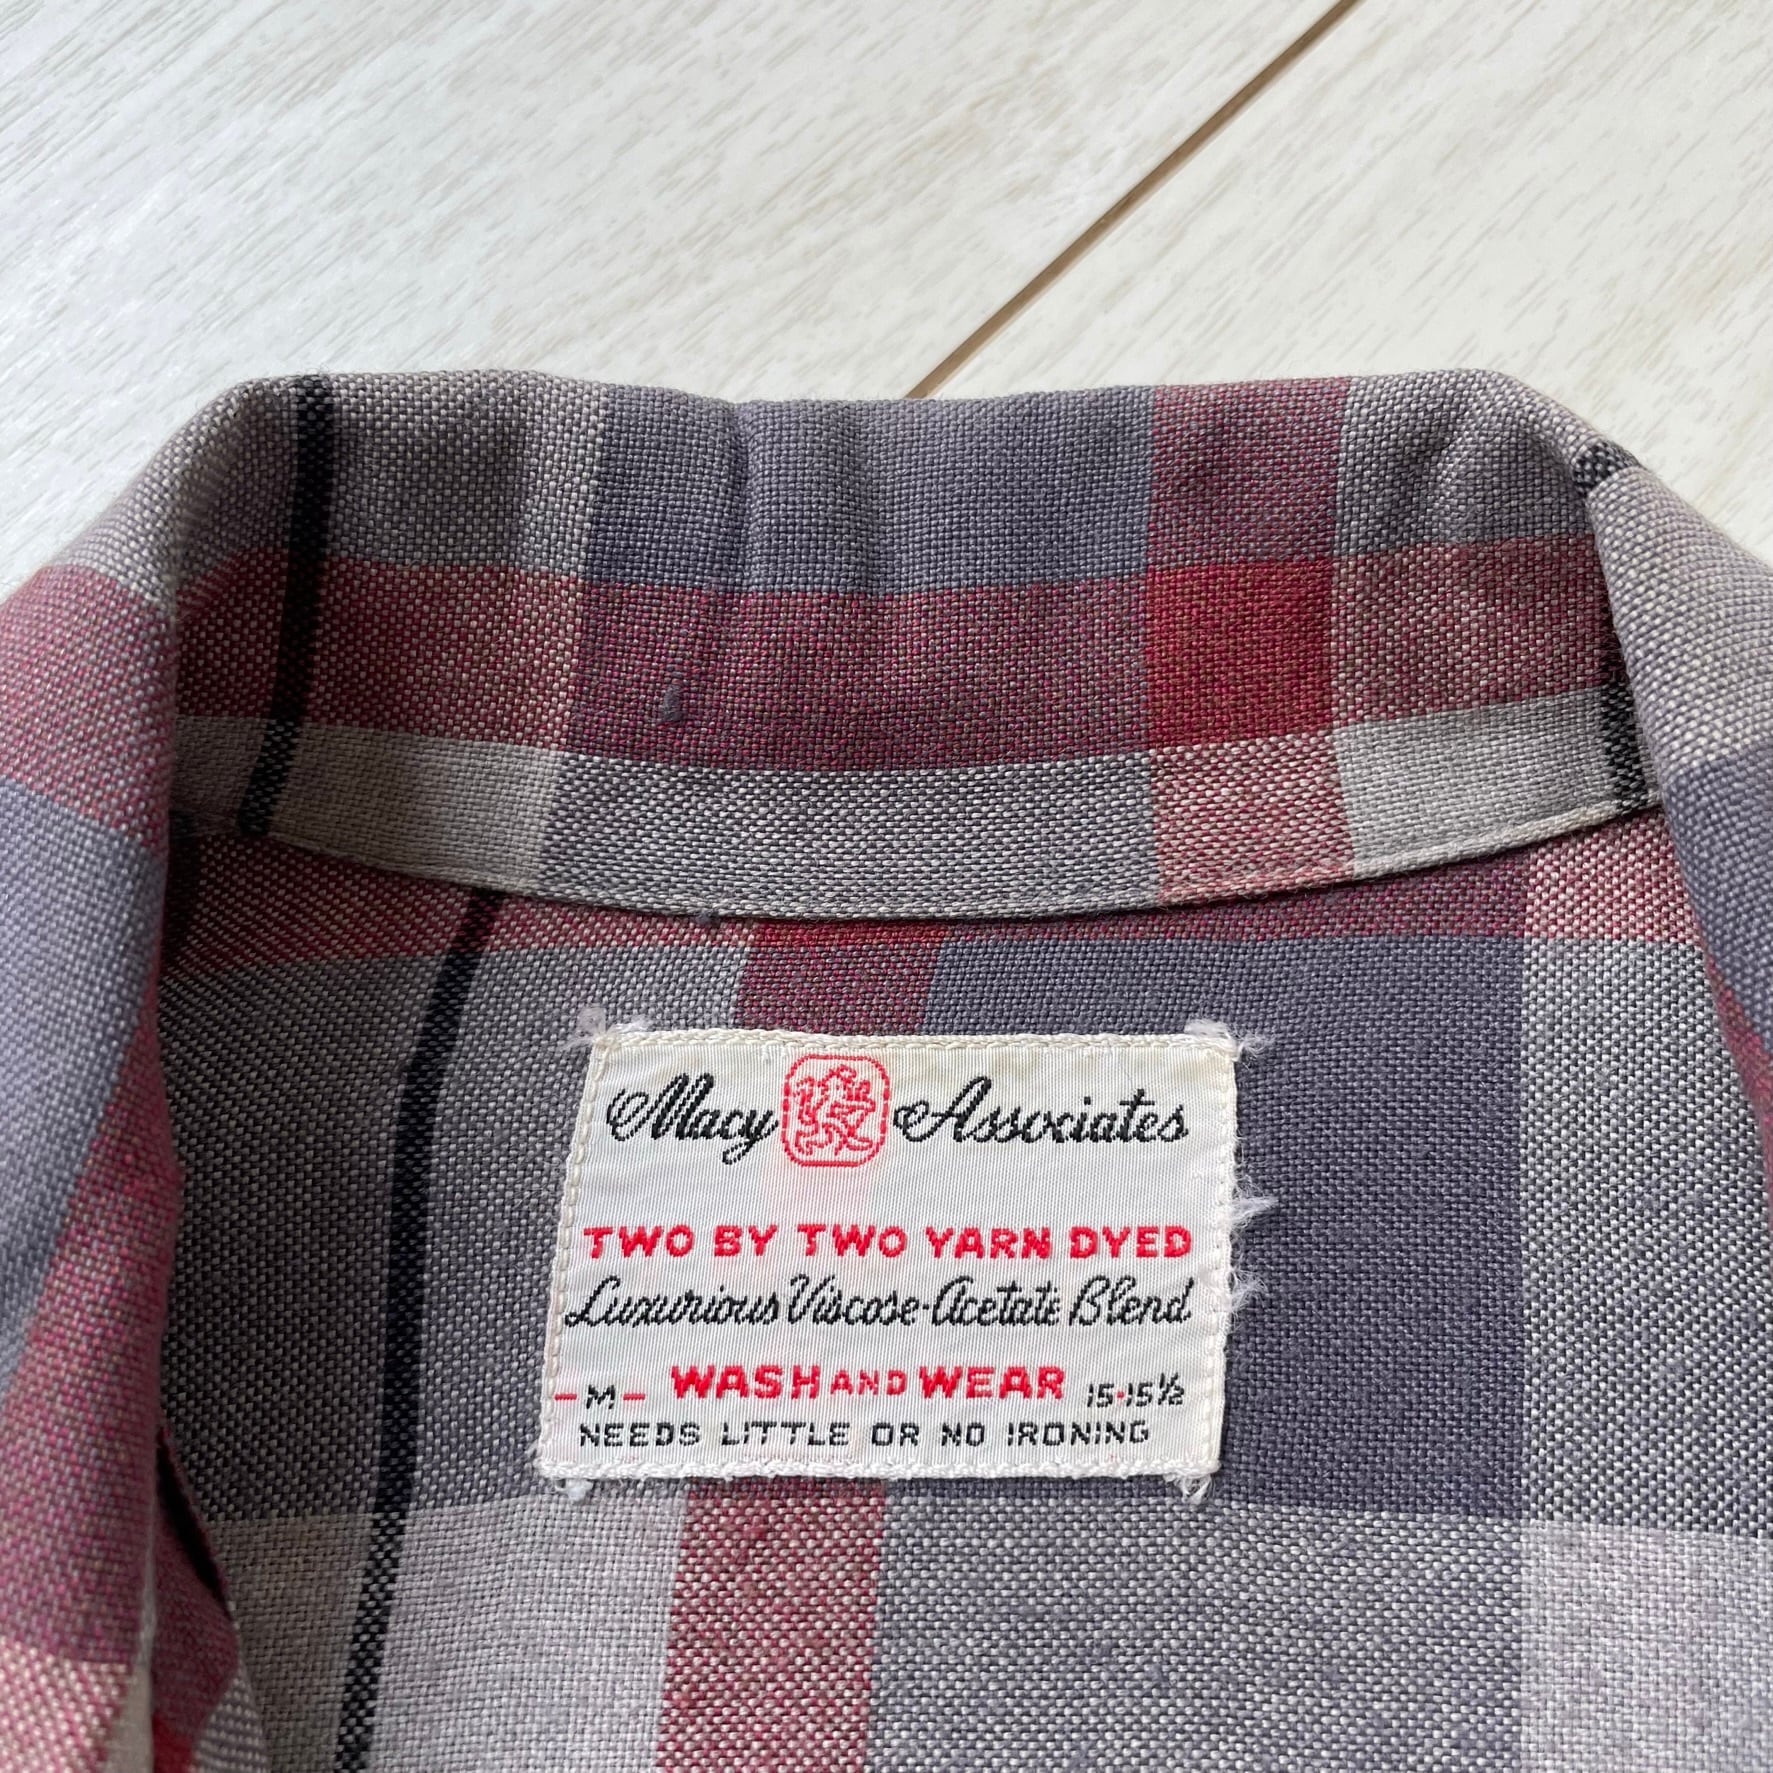 Macy Associates
TWO BY TWO YARN DYED
Luxurious Viscose-Acetate Blend
-M- WASH AND WEAR 15·15½
NEEDS LITTLE OR NO IRONING